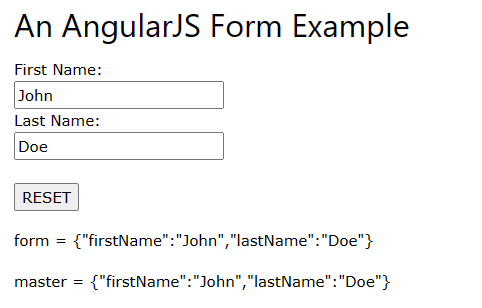 An AngularJS Form Example
First Name:
John
Last Name:
Doe
RESET
form = {"firstName":"John","lastName":"Doe"}
master = {"firstName":"John","lastName":"Doe"}